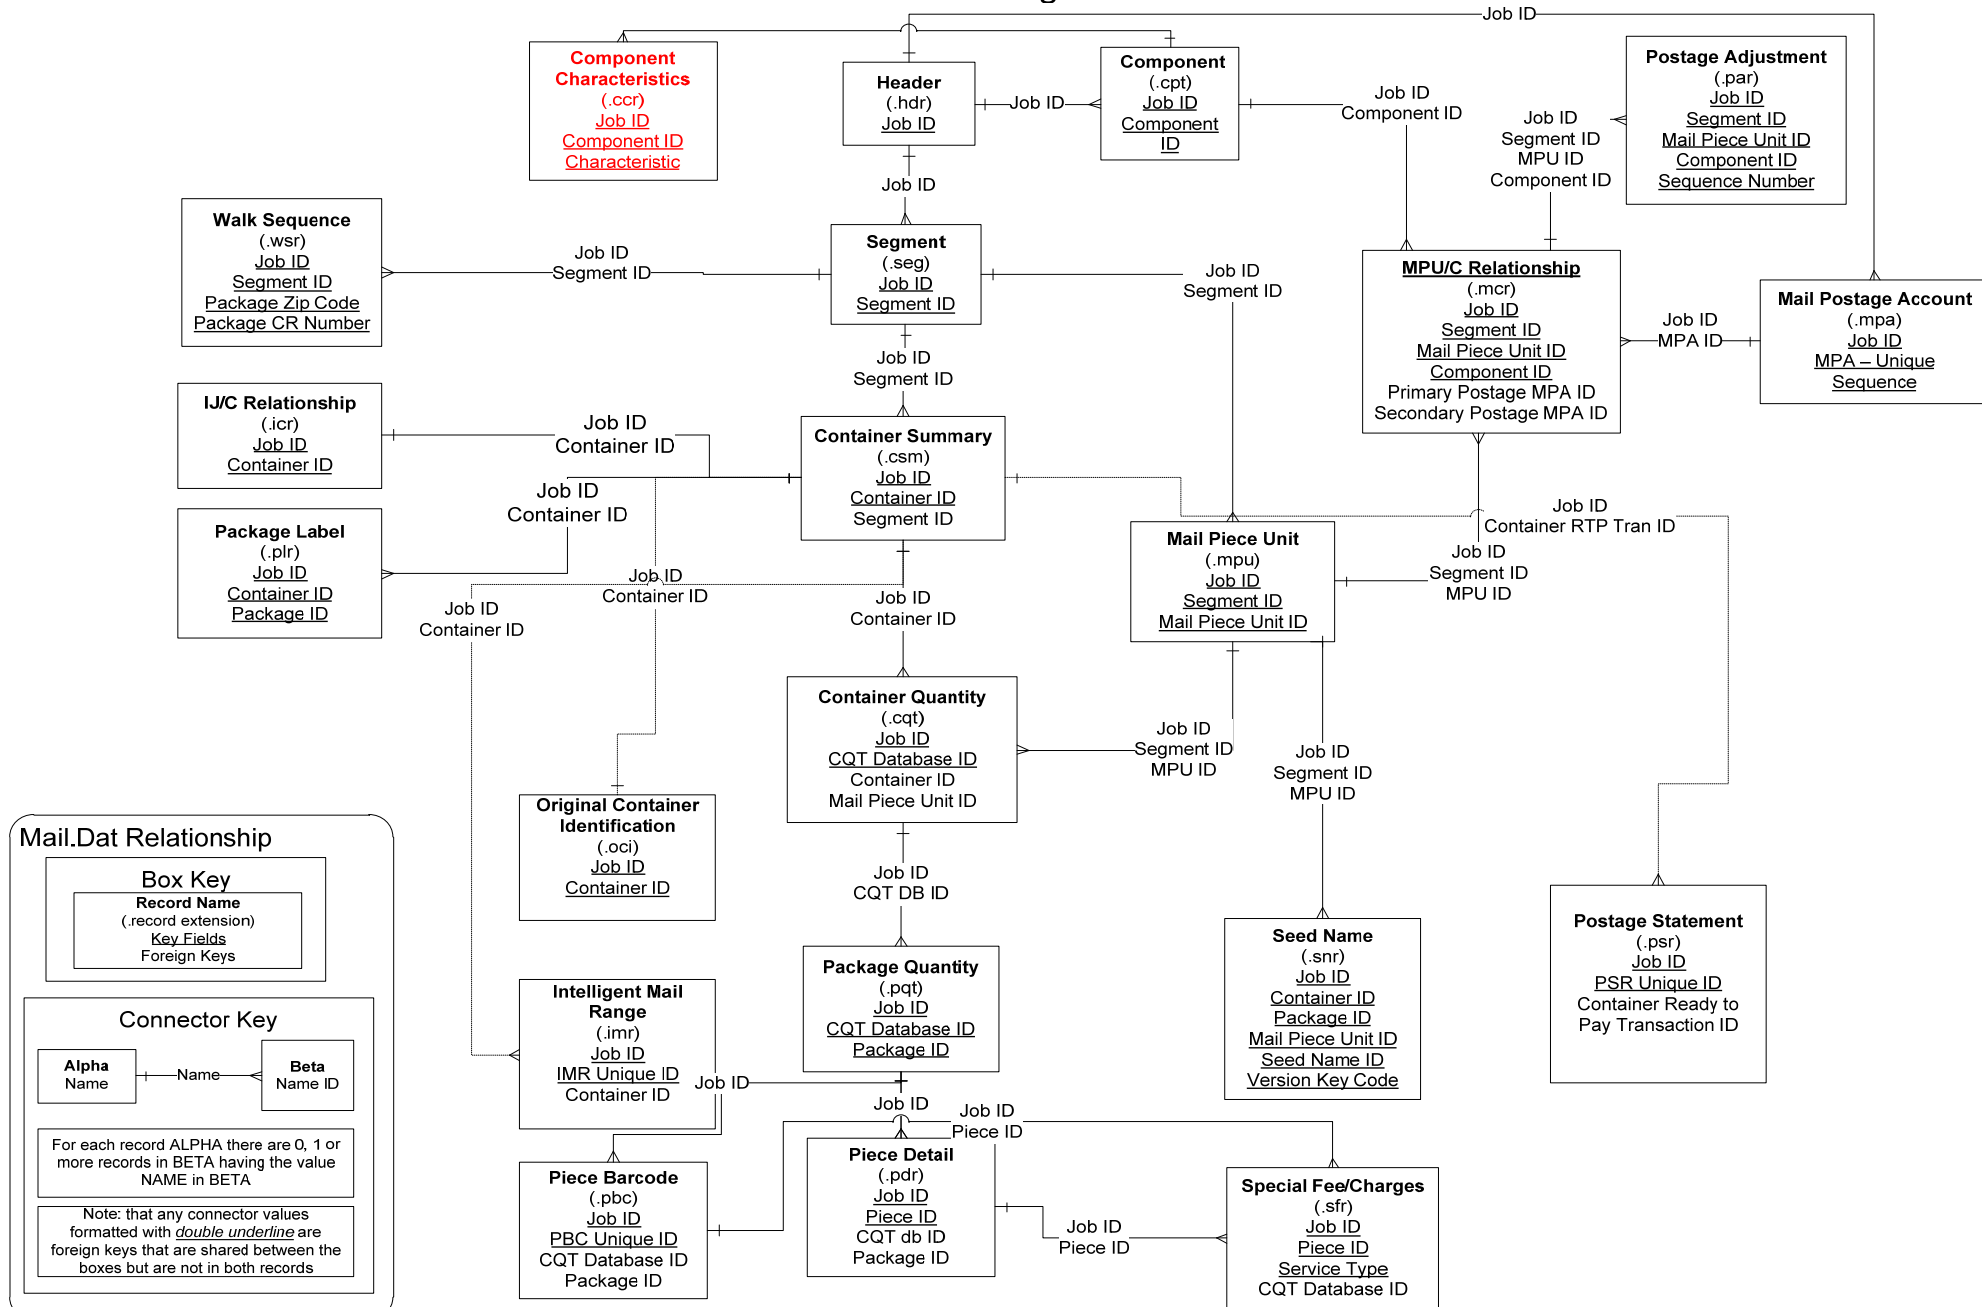 Job ID
Component
Characteristics
(.ccr)
Job ID
Component ID
Characteristic
Header
(.hdr)
Job ID
Job ID
Component
(.cpt)
Job ID
Component
ID
Job ID
Component ID
Job ID
Segment ID
MPU ID
Component ID
Postage Adjustment
(.par)
Job ID
Segment ID
Mail Piece Unit ID
Component ID
Sequence Number
Job ID
Walk Sequence
(.wsr)
Job ID
Segment ID
Package Zip Code
Package CR Number
Job ID
Segment ID
Segment
(.seg)
Job ID
Segment ID
Job ID
Segment ID
MPU/C Relationship
(.mcr)
Job ID
Segment ID
Mail Piece Unit ID
Component ID
Primary Postage MPA ID
Secondary Postage MPA ID
Job ID
MPA ID
Mail Postage Account
(.mpa)
Job ID
MPA – Unique
Sequence
Job ID
Segment ID
IJ/C Relationship
(.icr)
Job ID
Container ID
Job ID
Container ID
Container Summary
(.csm)
Job ID
Container ID
Segment ID
Package Label
(.plr)
Job ID
Container ID
Package ID
Job ID
Container ID
Job ID
Container RTP Tran ID
Mail Piece Unit
(.mpu)
Job ID
Segment ID
Mail Piece Unit ID
Job ID
Segment ID
MPU ID
Job ID
Container ID
Job ID
Container ID
Job ID
Container ID
Container Quantity
(.cqt)
Job ID
CQT Database ID
Container ID
Mail Piece Unit ID
Job ID
Segment ID
MPU ID
Job ID
Segment ID
MPU ID
Original Container
Identification
(.oci)
Job ID
Container ID
Job ID
CQT DB ID
Mail.Dat Relationship
Box Key
Record Name
(.record extension)
Key Fields
Foreign Keys
Connector Key
Alpha
Name
Name
Beta
Name ID
For each record ALPHA there are 0, 1 or
more records in BETA having the value
NAME in BETA
Note: that any connector values
formatted with double underline are
foreign keys that are shared between the
boxes but are not in both records
Intelligent Mail
Range
(.imr)
Job ID
IMR Unique ID
Container ID
Package Quantity
(.pqt)
Job ID
CQT Database ID
Package ID
Seed Name
(.snr)
Job ID
Container ID
Package ID
Mail Piece Unit ID
Seed Name ID
Version Key Code
Postage Statement
(.psr)
Job ID
PSR Unique ID
Container Ready to
Pay Transaction ID
Job ID
Job ID
Job ID
Piece ID
Piece Barcode
(.pbc)
Job ID
PBC Unique ID
CQT Database ID
Package ID
Piece Detail
(.pdr)
Job ID
Piece ID
CQT db ID
Package ID
Job ID
Piece ID
Special Fee/Charges
(.sfr)
Job ID
Piece ID
Service Type
CQT Database ID